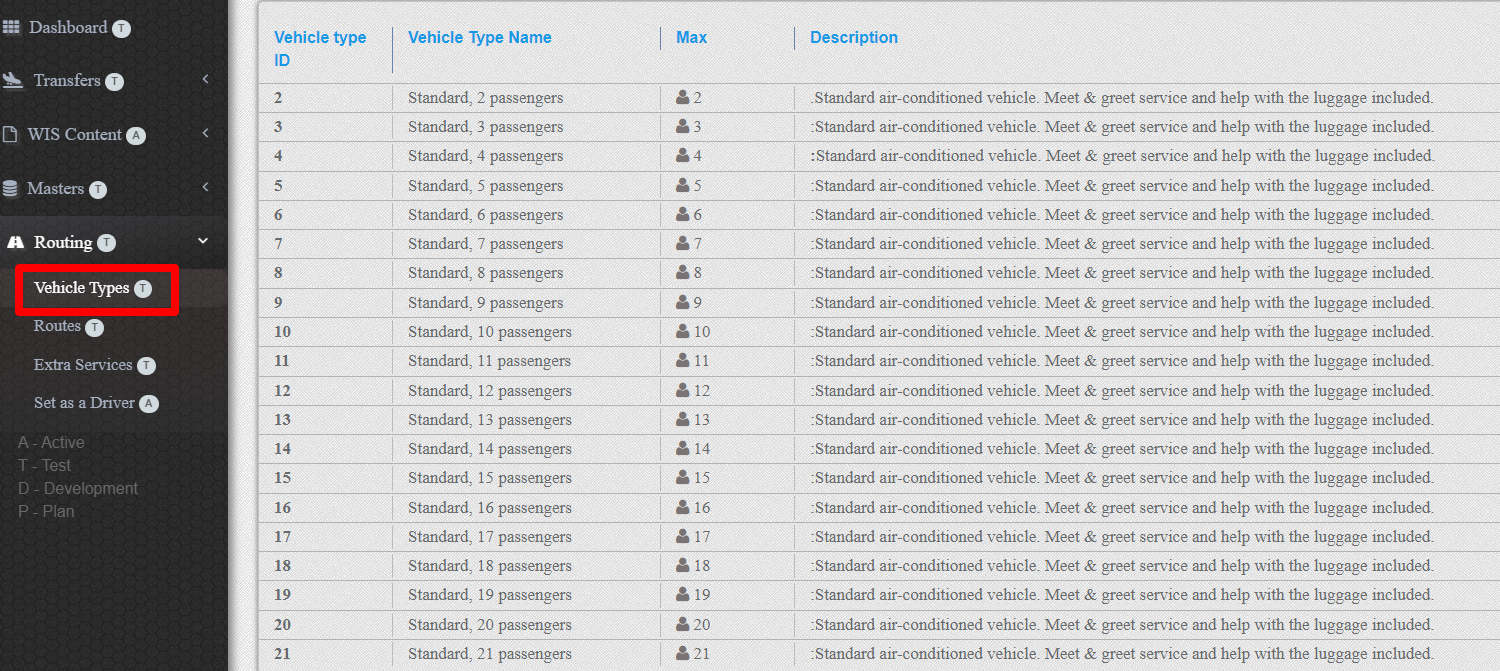 Dashboard T
Transfers T
WIS Content A
Masters T
Routing T
Vehicle Types T
Routes T
Extra Services T
Set as a Driver A
A - Active
T - Test
D - Development
P - Plan
Vehicle type ID Vehicle Type Name Max Description
2 Standard, 2 passengers 2 .Standard air-conditioned vehicle. Meet & greet service and help with the luggage included.
3 Standard, 3 passengers 3 :Standard air-conditioned vehicle. Meet & greet service and help with the luggage included.
4 Standard, 4 passengers 4 :Standard air-conditioned vehicle. Meet & greet service and help with the luggage included.
5 Standard, 5 passengers 5 :Standard air-conditioned vehicle. Meet & greet service and help with the luggage included.
6 Standard, 6 passengers 6 :Standard air-conditioned vehicle. Meet & greet service and help with the luggage included.
7 Standard, 7 passengers 7 :Standard air-conditioned vehicle. Meet & greet service and help with the luggage included.
8 Standard, 8 passengers 8 :Standard air-conditioned vehicle. Meet & greet service and help with the luggage included.
9 Standard, 9 passengers 9 :Standard air-conditioned vehicle. Meet & greet service and help with the luggage included.
10 Standard, 10 passengers 10 :Standard air-conditioned vehicle. Meet & greet service and help with the luggage included.
11 Standard, 11 passengers 11 :Standard air-conditioned vehicle. Meet & greet service and help with the luggage included.
12 Standard, 12 passengers 12 :Standard air-conditioned vehicle. Meet & greet service and help with the luggage included.
13 Standard, 13 passengers 13 :Standard air-conditioned vehicle. Meet & greet service and help with the luggage included.
14 Standard, 14 passengers 14 :Standard air-conditioned vehicle. Meet & greet service and help with the luggage included.
15 Standard, 15 passengers 15 :Standard air-conditioned vehicle. Meet & greet service and help with the luggage included.
16 Standard, 16 passengers 16 :Standard air-conditioned vehicle. Meet & greet service and help with the luggage included.
17 Standard, 17 passengers 17 :Standard air-conditioned vehicle. Meet & greet service and help with the luggage included.
18 Standard, 18 passengers 18 :Standard air-conditioned vehicle. Meet & greet service and help with the luggage included.
19 Standard, 19 passengers 19 :Standard air-conditioned vehicle. Meet & greet service and help with the luggage included.
20 Standard, 20 passengers 20 :Standard air-conditioned vehicle. Meet & greet service and help with the luggage included.
21 Standard, 21 passengers 21 :Standard air-conditioned vehicle. Meet & greet service and help with the luggage included.